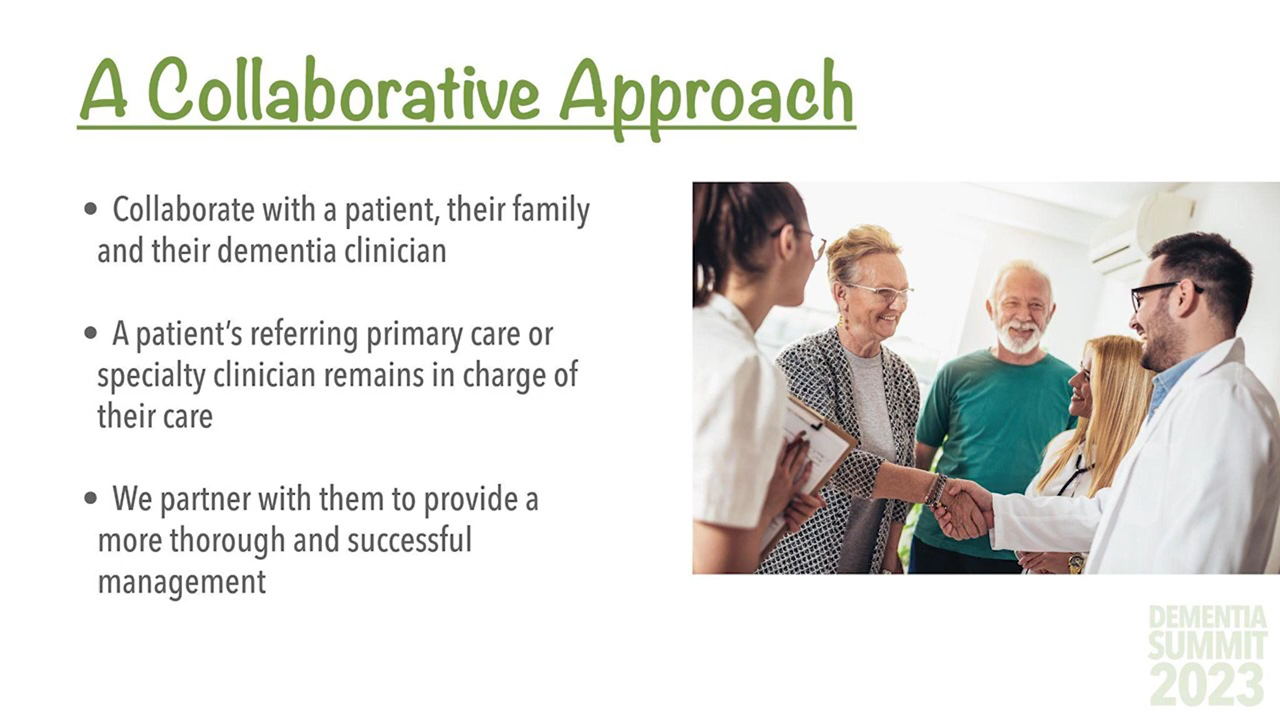 A Collaborative Approach
• Collaborate with a patient, their family
and their dementia clinician
• A patient’s referring primary care or
specialty clinician remains in charge of
their care
• We partner with them to provide a
more thorough and successful
management
DEMENTIA
SUMMIT
2023